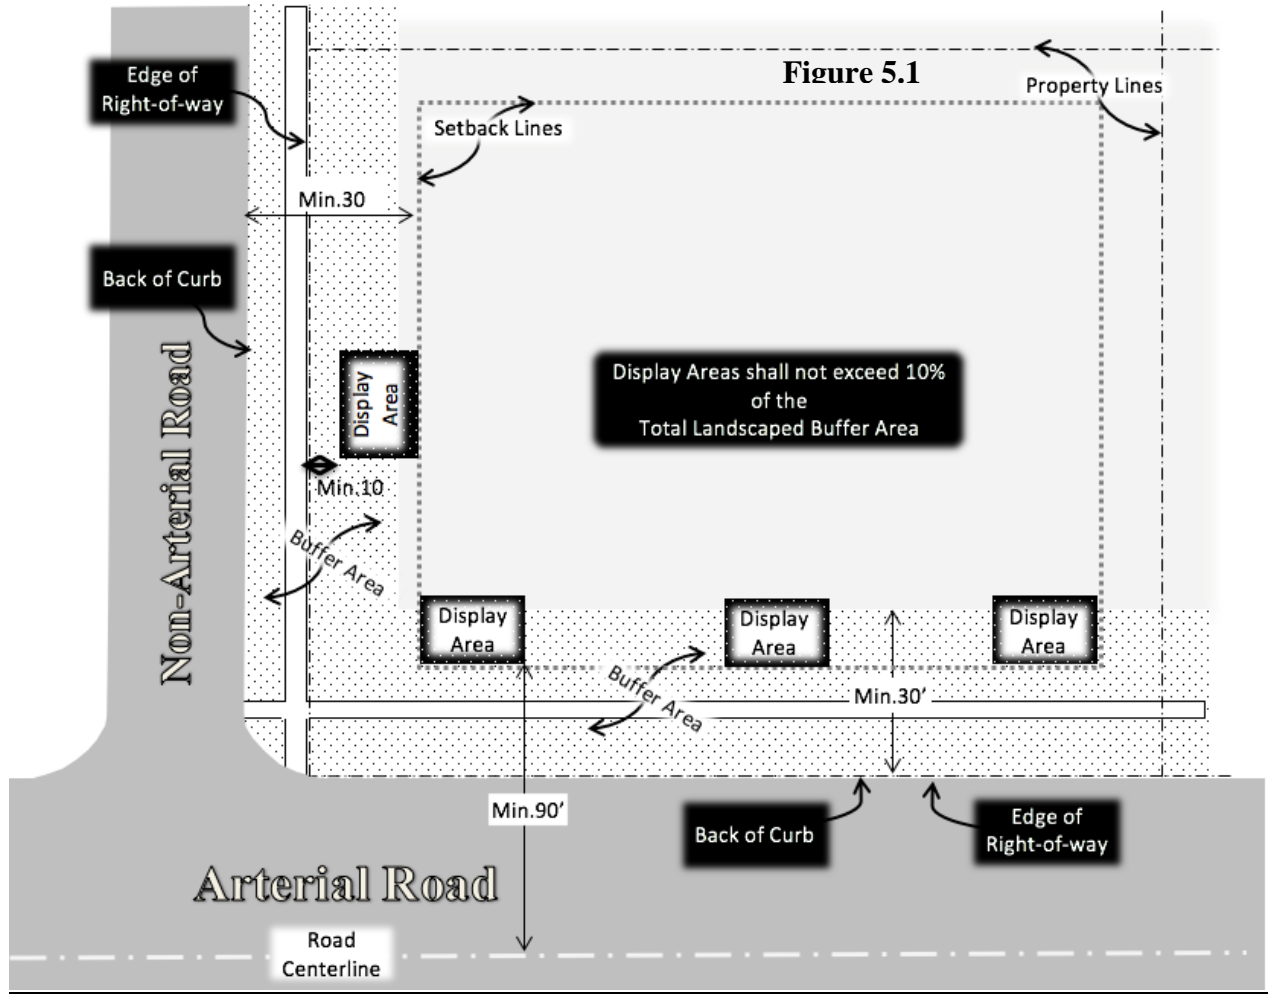 Figure 5.1
Edge of
Right-of-way
Property Lines
Setback Lines
Min.30
Back of Curb
Non-Arterial Road
Display
Area
Display Areas shall not exceed 10%
of the
Total Landscaped Buffer Area
Min.10
Buffer Area
Display
Area
Display
Area
Display
Area
Buffer Area
Min.30’
Min.90’
Back of Curb
Edge of
Right-of-way
Arterial Road
Road
Centerline